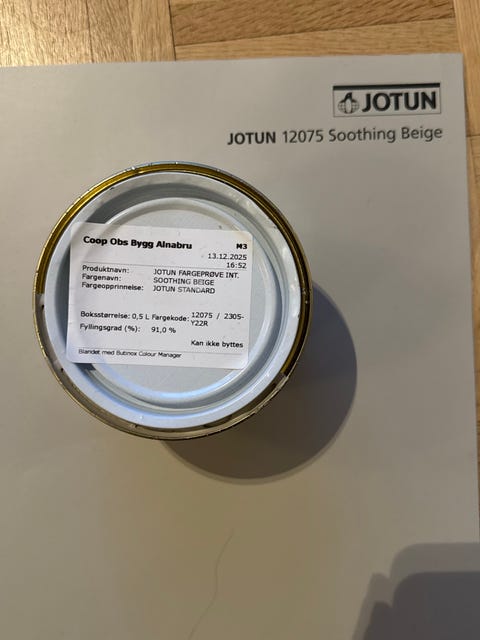 JOTUN
JOTUN 12075 Soothing Beige
Coop Obs Bygg Alnabru M3
13.12.2025
16:52
Produktnavn: JOTUN FARGEPRØVE INT.
Fargenavn: SOOTHING BEIGE
Fargeopprinnelse: JOTUN STANDARD
Boksstørrelse: 0,5 L Fargekode: 12075 / 2305-
Y22R
Fyllingsgrad (%): 91,0 %
Kan ikke byttes
Blandet med Butinox Colour Manager